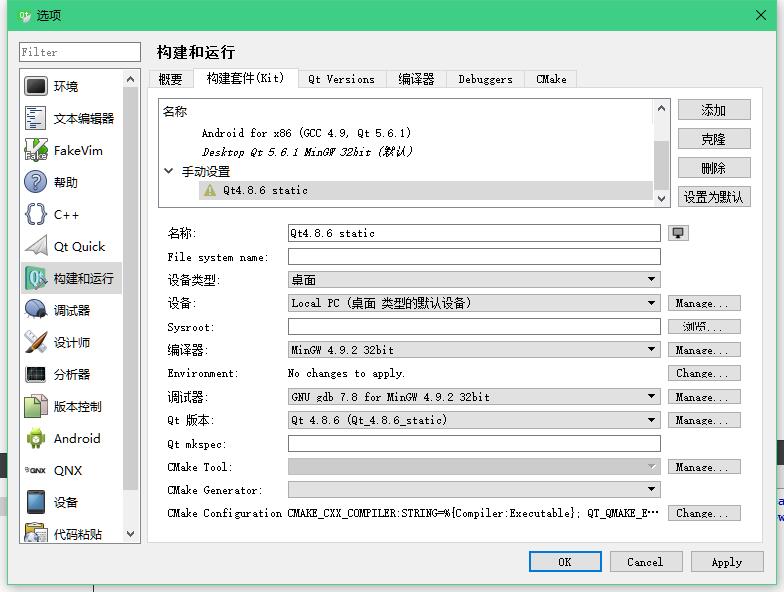 选项
Filter
环境
文本编辑器
FakeVim
帮助
C++
Qt Quick
构建和运行
调试器
设计师
分析器
版本控制
Android
QNX
设备
代码粘贴
构建和运行
概要 构建套件(Kit) Qt Versions 编译器 Debuggers CMake
名称
Android for x86 (GCC 4.9, Qt 5.6.1)
Desktop Qt 5.6.1 MinGW 32bit (默认)
手动设置
Qt4.8.6 static
添加
克隆
删除
设置为默认
名称: Qt4.8.6 static
File system name:
设备类型: 桌面
设备: Local PC (桌面 类型的默认设备) Manage...
Sysroot: 浏览...
编译器: MinGW 4.9.2 32bit Manage...
Environment: No changes to apply. Change...
调试器: GNU gdb 7.8 for MinGW 4.9.2 32bit Manage...
Qt 版本: Qt 4.8.6 (Qt_4.8.6_static) Manage...
Qt mkspec:
CMake Tool: Manage...
CMake Generator:
CMake Configuration CMAKE_CXX_COMPILER:STRING=%{Compiler:Executable}; QT_QMAKE_E... Change...
OK Cancel Apply